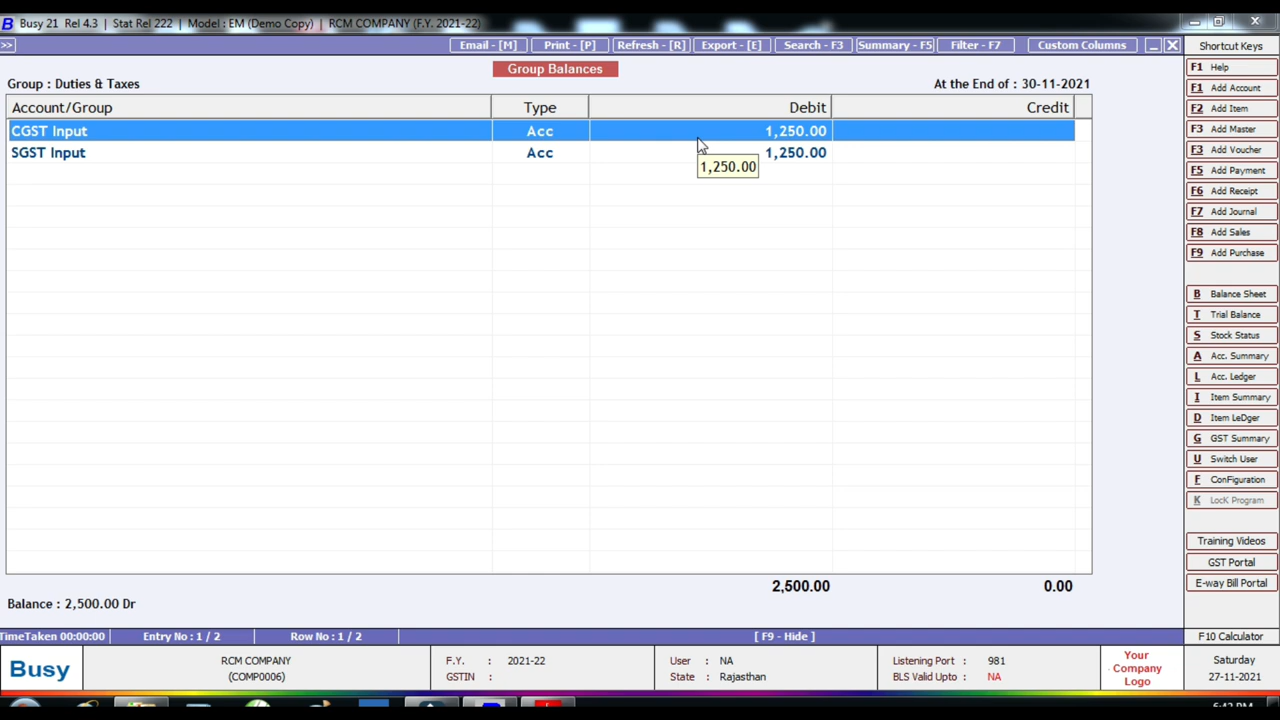 Busy 21 Rel 4.3 | Stat Rel 222 | Model : EM (Demo Copy) | RCM COMPANY (F.Y. 2021-22)
>> Email - [M] Print - [P] Refresh - [R] Export - [E] Search - F3 Summary - F5 Filter - F7 Custom Columns
Group Balances
Group : Duties & Taxes At the End of : 30-11-2021
Account/Group Type Debit Credit
CGST Input Acc 1,250.00
SGST Input Acc 1,250.00
1,250.00
2,500.00 0.00
Balance : 2,500.00 Dr
TimeTaken 00:00:00 Entry No : 1 / 2 Row No : 1 / 2 [ F9 - Hide ]
Busy
RCM COMPANY
(COMP0006)
F.Y. : 2021-22
GSTIN :
User : NA
State : Rajasthan
Listening Port : 981
BLS Valid Upto : NA
Your
Company
Logo
Shortcut Keys
F1 Help
F1 Add Account
F2 Add Item
F3 Add Master
F3 Add Voucher
F5 Add Payment
F6 Add Receipt
F7 Add Journal
F8 Add Sales
F9 Add Purchase
B Balance Sheet
T Trial Balance
S Stock Status
A Acc. Summary
L Acc. Ledger
I Item Summary
D Item LeDger
G GST Summary
U Switch User
F ConFiguration
K LocK Program
Training Videos
GST Portal
E-way Bill Portal
F10 Calculator
Saturday
27-11-2021